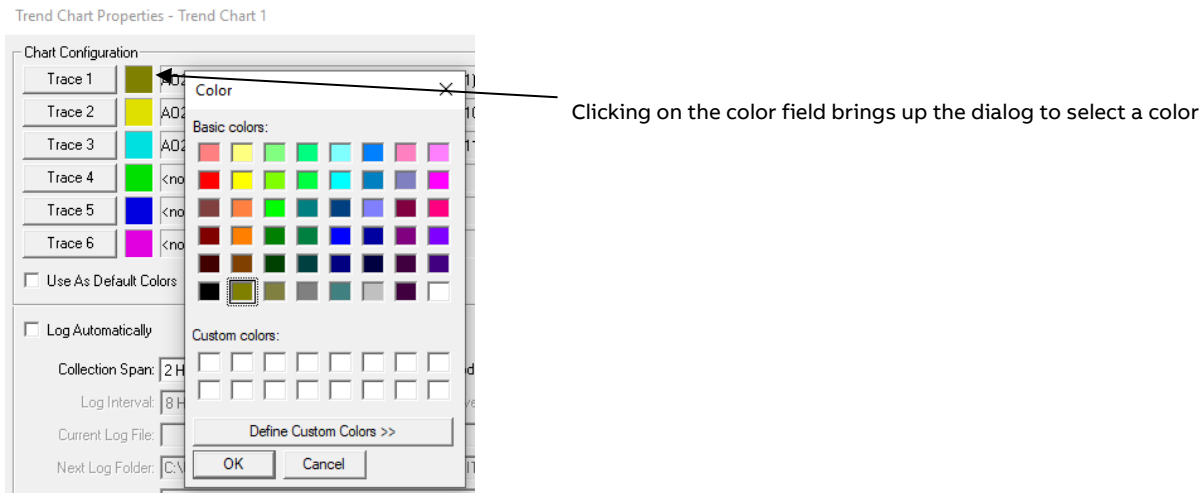 Trend Chart Properties - Trend Chart 1
Chart Configuration
Trace 1
Trace 2
Trace 3
Trace 4
Trace 5
Trace 6
Use As Default Colors
Log Automatically
Collection Span:
Log Interval:
Current Log File:
Next Log Folder:
Color
Basic colors:
Custom colors:
Define Custom Colors >>
OK Cancel
Clicking on the color field brings up the dialog to select a color